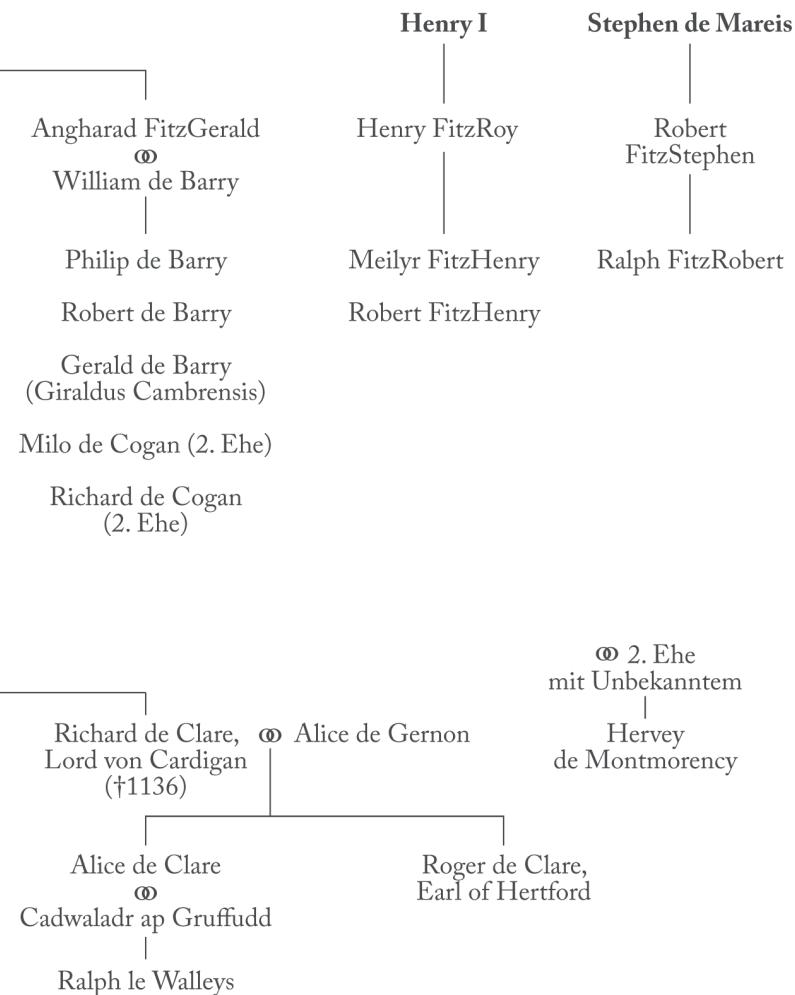 Henry I
Stephen de Mareis
Angharad FitzGerald
⚭
William de Barry
Henry FitzRoy
Robert
FitzStephen
Philip de Barry
Meilyr FitzHenry
Ralph FitzRobert
Robert de Barry
Robert FitzHenry
Gerald de Barry
(Giraldus Cambrensis)
Milo de Cogan (2. Ehe)
Richard de Cogan
(2. Ehe)
⚭ 2. Ehe
mit Unbekanntem
Hervey
de Montmorency
Richard de Clare,
Lord von Cardigan
(†1136)
⚭ Alice de Gernon
Alice de Clare
⚭
Cadwaladr ap Gruffudd
Roger de Clare,
Earl of Hertford
Ralph le Walleys